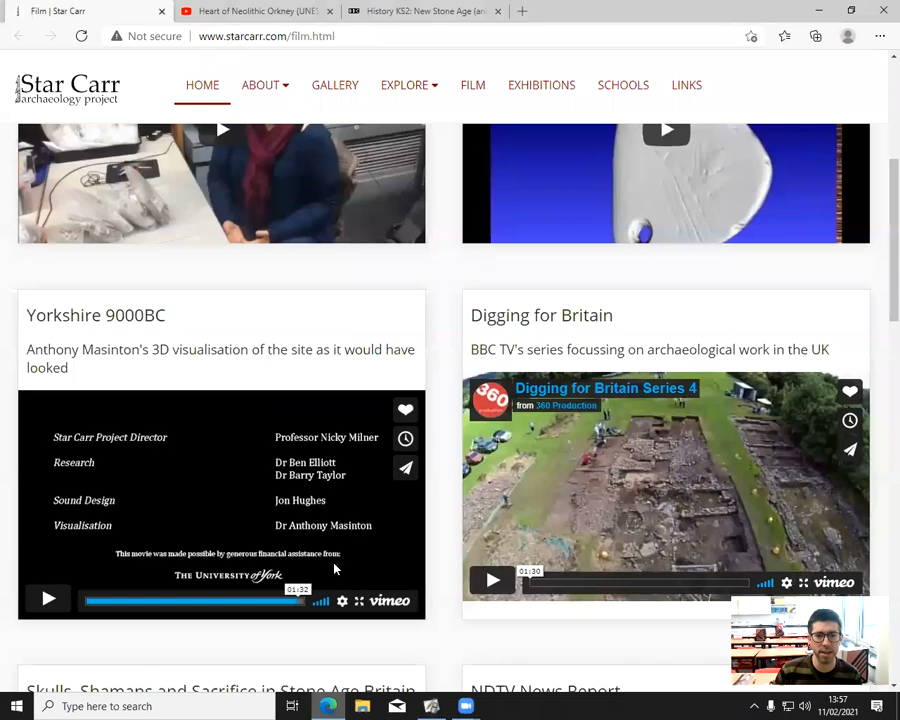 Film | Star Carr
Heart of Neolithic Orkney (UNES
History KS2: New Stone Age (an
Not secure
www.starcarr.com/film.html
Star Carr
archaeology project
HOME
ABOUT
GALLERY
EXPLORE
FILM
EXHIBITIONS
SCHOOLS
LINKS
Yorkshire 9000BC
Anthony Masinton's 3D visualisation of the site as it would have
looked
Star Carr Project Director Professor Nicky Milner
Research Dr Ben Elliott
Dr Barry Taylor
Sound Design Jon Hughes
Visualisation Dr Anthony Masinton
This movie was made possible by generous financial assistance from:
THE UNIVERSITY of York
01:32
vimeo
Digging for Britain
BBC TV's series focussing on archaeological work in the UK
360
Digging for Britain Series 4
from 360 Production
01:30
vimeo
Skulls, Shamans and Sacrifice in Stone Age Britain
NDTV News Report
Type here to search
13:57
11/02/2021